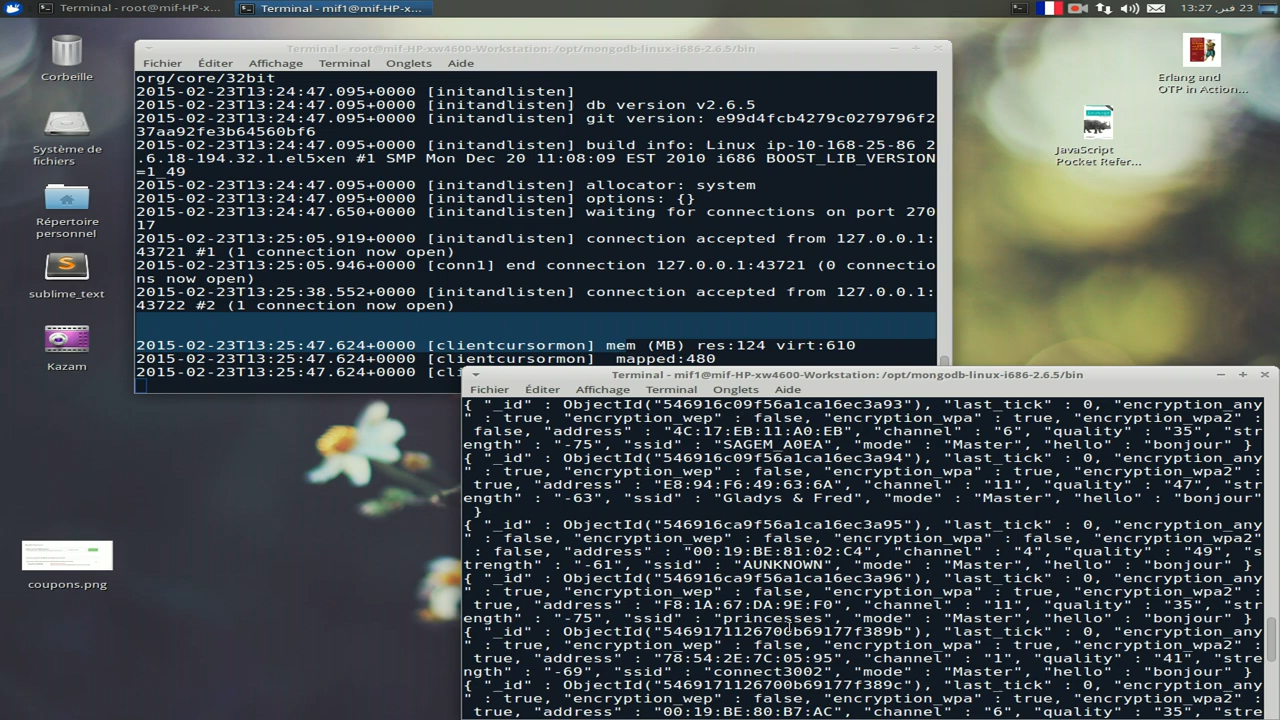 Terminal - root@mif-HP-x...
Terminal - mif1@mif-HP-x...
13:27 ,فبر 23
Corbeille
Système de
fichiers
Répertoire
personnel
sublime_text
Kazam
coupons.png
Erlang and
OTP in Action...
JavaScript
Pocket Refer...
Terminal - root@mif-HP-xw4600-Workstation: /opt/mongodb-linux-i686-2.6.5/bin
Fichier Éditer Affichage Terminal Onglets Aide
org/core/32bit
2015-02-23T13:24:47.095+0000 [initandlisten]
2015-02-23T13:24:47.095+0000 [initandlisten] db version v2.6.5
2015-02-23T13:24:47.095+0000 [initandlisten] git version: e99d4fcb4279c0279796f2
37aa92fe3b64560bf6
2015-02-23T13:24:47.095+0000 [initandlisten] build info: Linux ip-10-168-25-86 2
.6.18-194.32.1.el5xen #1 SMP Mon Dec 20 11:08:09 EST 2010 i686 BOOST_LIB_VERSION
=1_49
2015-02-23T13:24:47.095+0000 [initandlisten] allocator: system
2015-02-23T13:24:47.095+0000 [initandlisten] options: {}
2015-02-23T13:24:47.650+0000 [initandlisten] waiting for connections on port 270
17
2015-02-23T13:25:05.919+0000 [initandlisten] connection accepted from 127.0.0.1:
43721 #1 (1 connection now open)
2015-02-23T13:25:05.946+0000 [conn1] end connection 127.0.0.1:43721 (0 connectio
ns now open)
2015-02-23T13:25:38.552+0000 [initandlisten] connection accepted from 127.0.0.1:
43722 #2 (1 connection now open)
2015-02-23T13:25:47.624+0000 [clientcursormon] mem (MB) res:124 virt:610
2015-02-23T13:25:47.624+0000 [clientcursormon]  mapped:480
2015-02-23T13:25:47.624+0000 [cli
Terminal - mif1@mif-HP-xw4600-Workstation: /opt/mongodb-linux-i686-2.6.5/bin
Fichier Éditer Affichage Terminal Onglets Aide
{ "_id" : ObjectId("546916c09f56a1ca16ec3a93"), "last_tick" : 0, "encryption_any
" : true, "encryption_wep" : false, "encryption_wpa" : true, "encryption_wpa2" :
 false, "address" : "4C:17:EB:11:A0:EB", "channel" : "6", "quality" : "35", "str
ength" : "-75", "ssid" : "SAGEM_A0EA", "mode" : "Master", "hello" : "bonjour" }
{ "_id" : ObjectId("546916c09f56a1ca16ec3a94"), "last_tick" : 0, "encryption_any
" : true, "encryption_wep" : false, "encryption_wpa" : true, "encryption_wpa2" :
 true, "address" : "E8:94:F6:49:63:6A", "channel" : "11", "quality" : "47", "str
ength" : "-63", "ssid" : "Gladys & Fred", "mode" : "Master", "hello" : "bonjour"
 }
{ "_id" : ObjectId("546916ca9f56a1ca16ec3a95"), "last_tick" : 0, "encryption_any
" : false, "encryption_wep" : false, "encryption_wpa" : false, "encryption_wpa2"
 : false, "address" : "channel" : "4", "quality" : "49", "s
trength" : "-61", "ssid" : "AUNKNOWN", "mode" : "Master", "hello" : "bonjour" }
{ "_id" : ObjectId("546916ca9f56a1ca16ec3a96"), "last_tick" : 0, "encryption_any
" : true, "encryption_wep" : false, "encryption_wpa" : true, "encryption_wpa2" :
 true, "address" : "F8:1A:67:DA:9E:F0", "channel" : "11", "quality" : "35", "str
ength" : "-75", "ssid" : "princesses", "mode" : "Master", "hello" : "bonjour" }
{ "_id" : ObjectId("5469171126700b69177f389b"), "last_tick" : 0, "encryption_any
" : true, "encryption_wep" : false, "encryption_wpa" : true, "encryption_wpa2" :
 true, "address" : "78:54:2E:7C:05:95", "channel" : "1", "quality" : "41", "stre
ngth" : "-69", "ssid" : "connect3002", "mode" : "Master", "hello" : "bonjour" }
{ "_id" : ObjectId("5469171126700b69177f389c"), "last_tick" : 0, "encryption_any
" : true, "encryption_wep" : false, "encryption_wpa" : true, "encryption_wpa2" :
 true, "address" : "00:19:BE:80:B7:AC", "channel" : "6", "quality" : "35", "stre